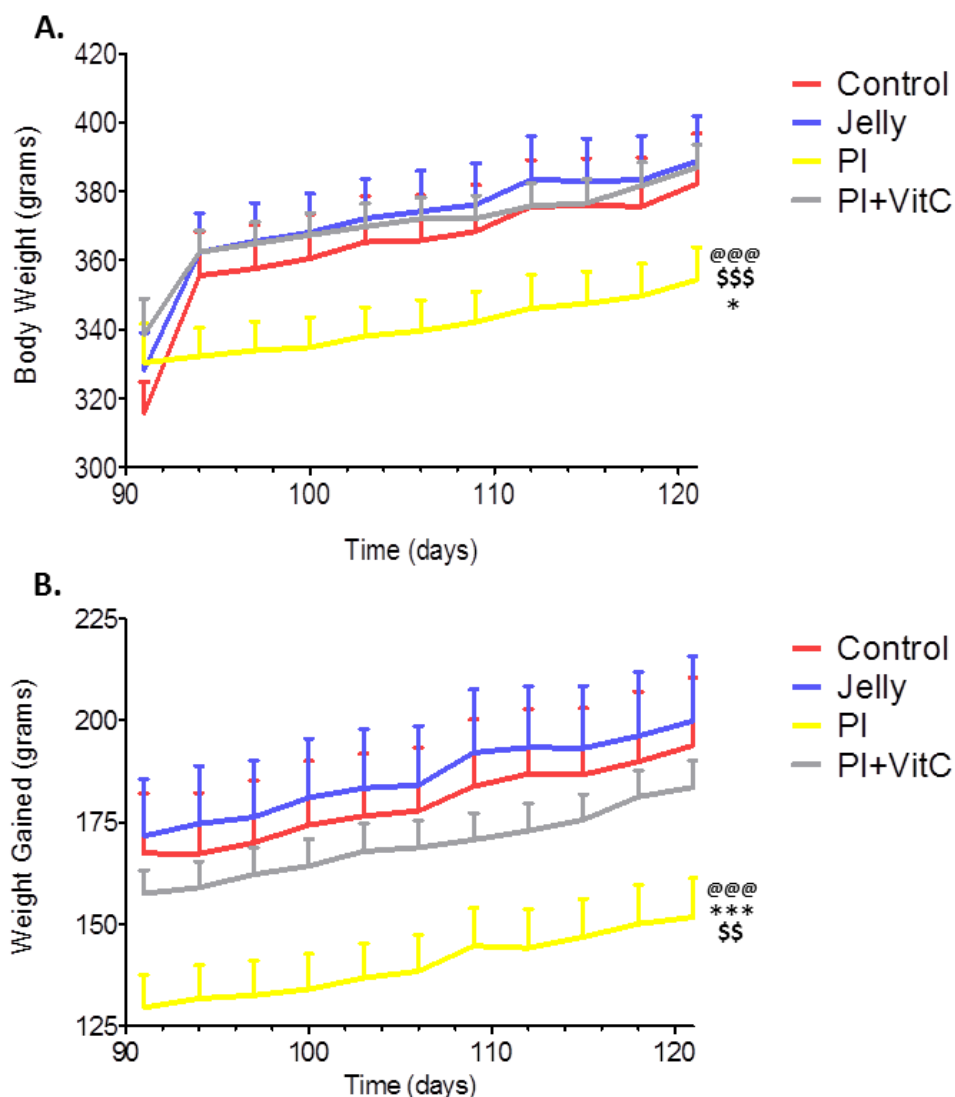 A.
Body Weight (grams)
420
400
380
360
340
320
300
90
100
110
120
Time (days)
Control
Jelly
PI
PI+VitC
@@@
$$$
*
B.
Weight Gained (grams)
225
200
175
150
125
90
100
110
120
Time (days)
Control
Jelly
PI
PI+VitC
@@@
***
$$